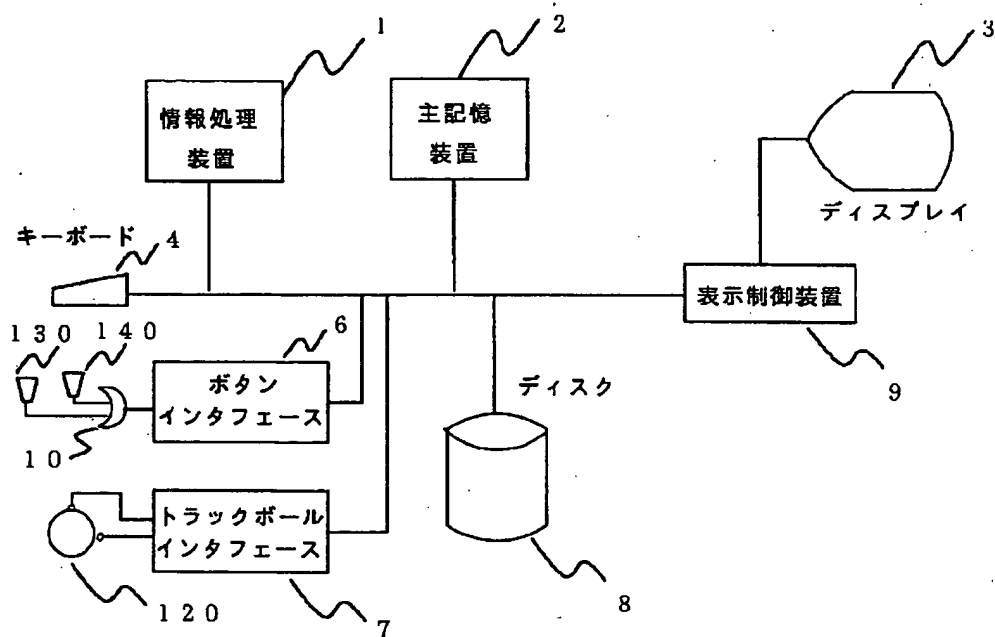 1
2
3
情報処理
装置
主記憶
装置
ディスプレイ
キーボード
4
表示制御装置
130
140
6
ボタン
インタフェース
ディスク
9
10
トラックボール
インタフェース
8
120
7